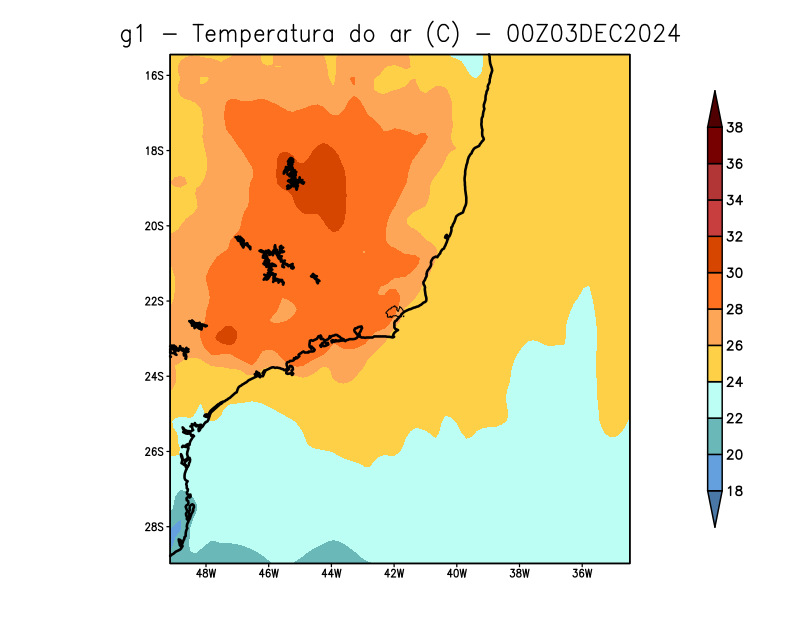 g1 — Temperatura do ar (C) — 00Z03DEC2024
16S
18S
20S
22S
24S
26S
28S
48W 46W 44W 42W 40W 38W 36W
38
36
34
32
30
28
26
24
22
20
18